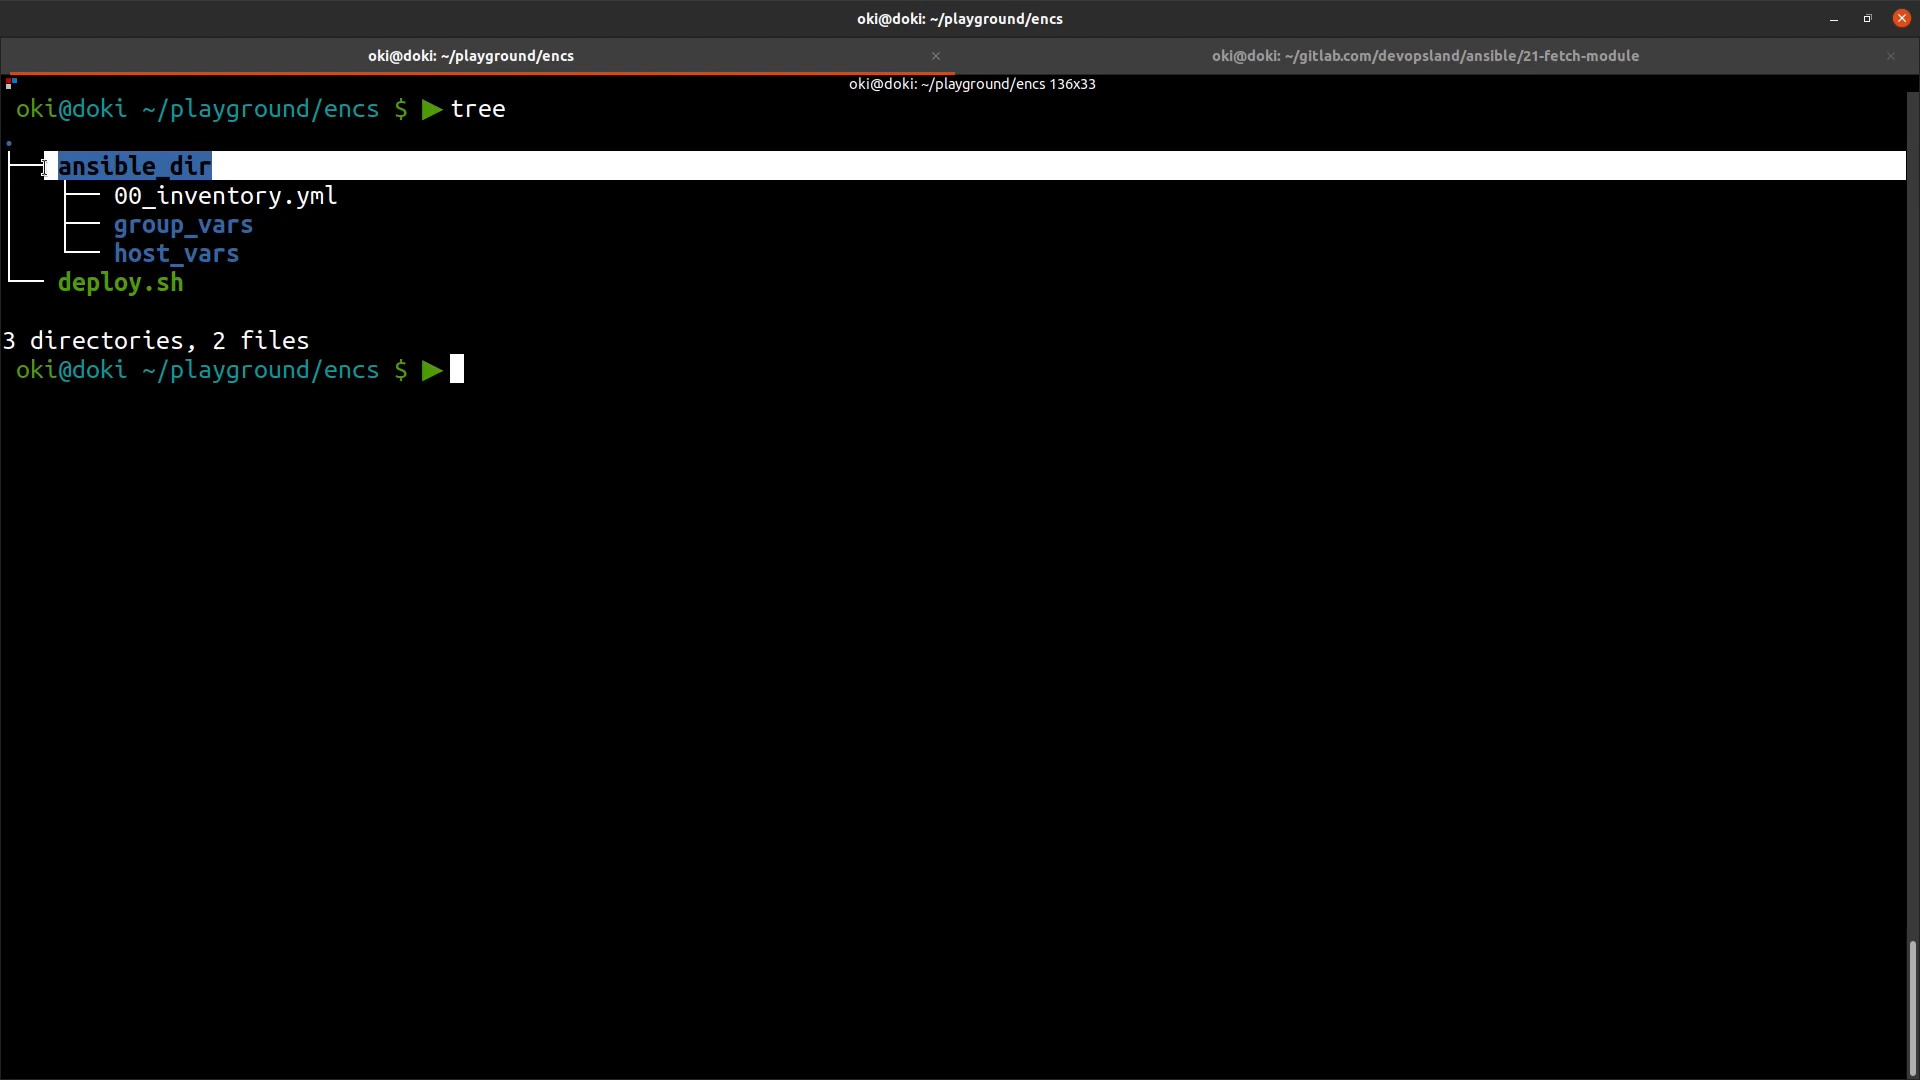 oki@doki: ~/playground/encs
oki@doki: ~/playground/encs × oki@doki: ~/gitlab.com/devopsland/ansible/21-fetch-module ×
oki@doki: ~/playground/encs 136x33
oki@doki ~/playground/encs $ ▶ tree
.
├── ansible_dir
│   ├── 00_inventory.yml
│   ├── group_vars
│   └── host_vars
└── deploy.sh
3 directories, 2 files
oki@doki ~/playground/encs $ ▶